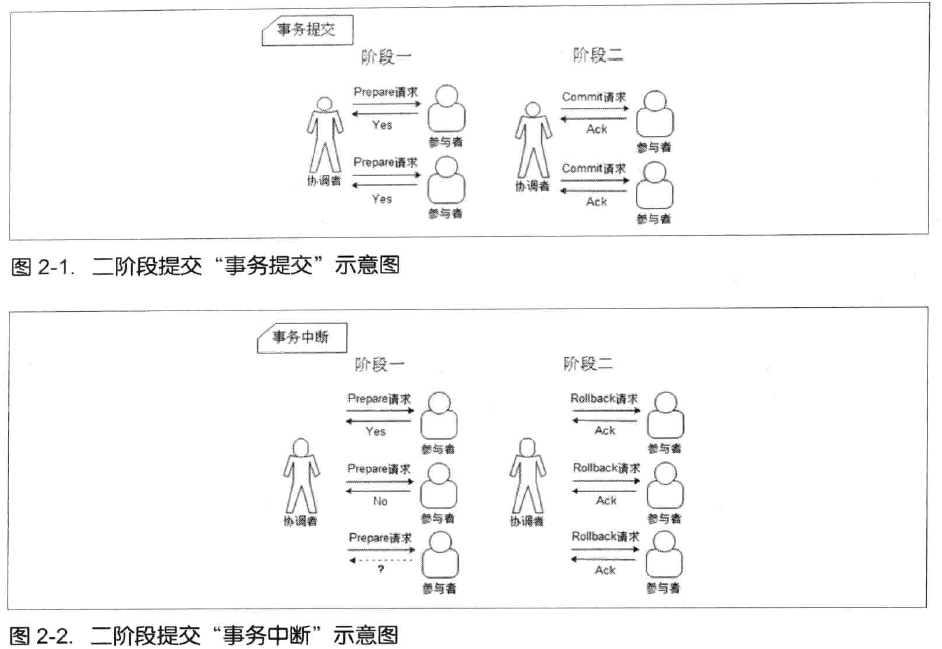 事务提交
阶段一
阶段二
Prepare请求
Yes
参与者
Prepare请求
Yes
参与者
协调者
Commit请求
Ack
参与者
Commit请求
Ack
参与者
协调者
图 2-1. 二阶段提交“事务提交”示意图
事务中断
阶段一
阶段二
Prepare请求
Yes
参与者
Prepare请求
No
参与者
协调者
Prepare请求
?
参与者
Rollback请求
Ack
参与者
Rollback请求
Ack
参与者
协调者
Rollback请求
Ack
参与者
图 2-2. 二阶段提交“事务中断”示意图